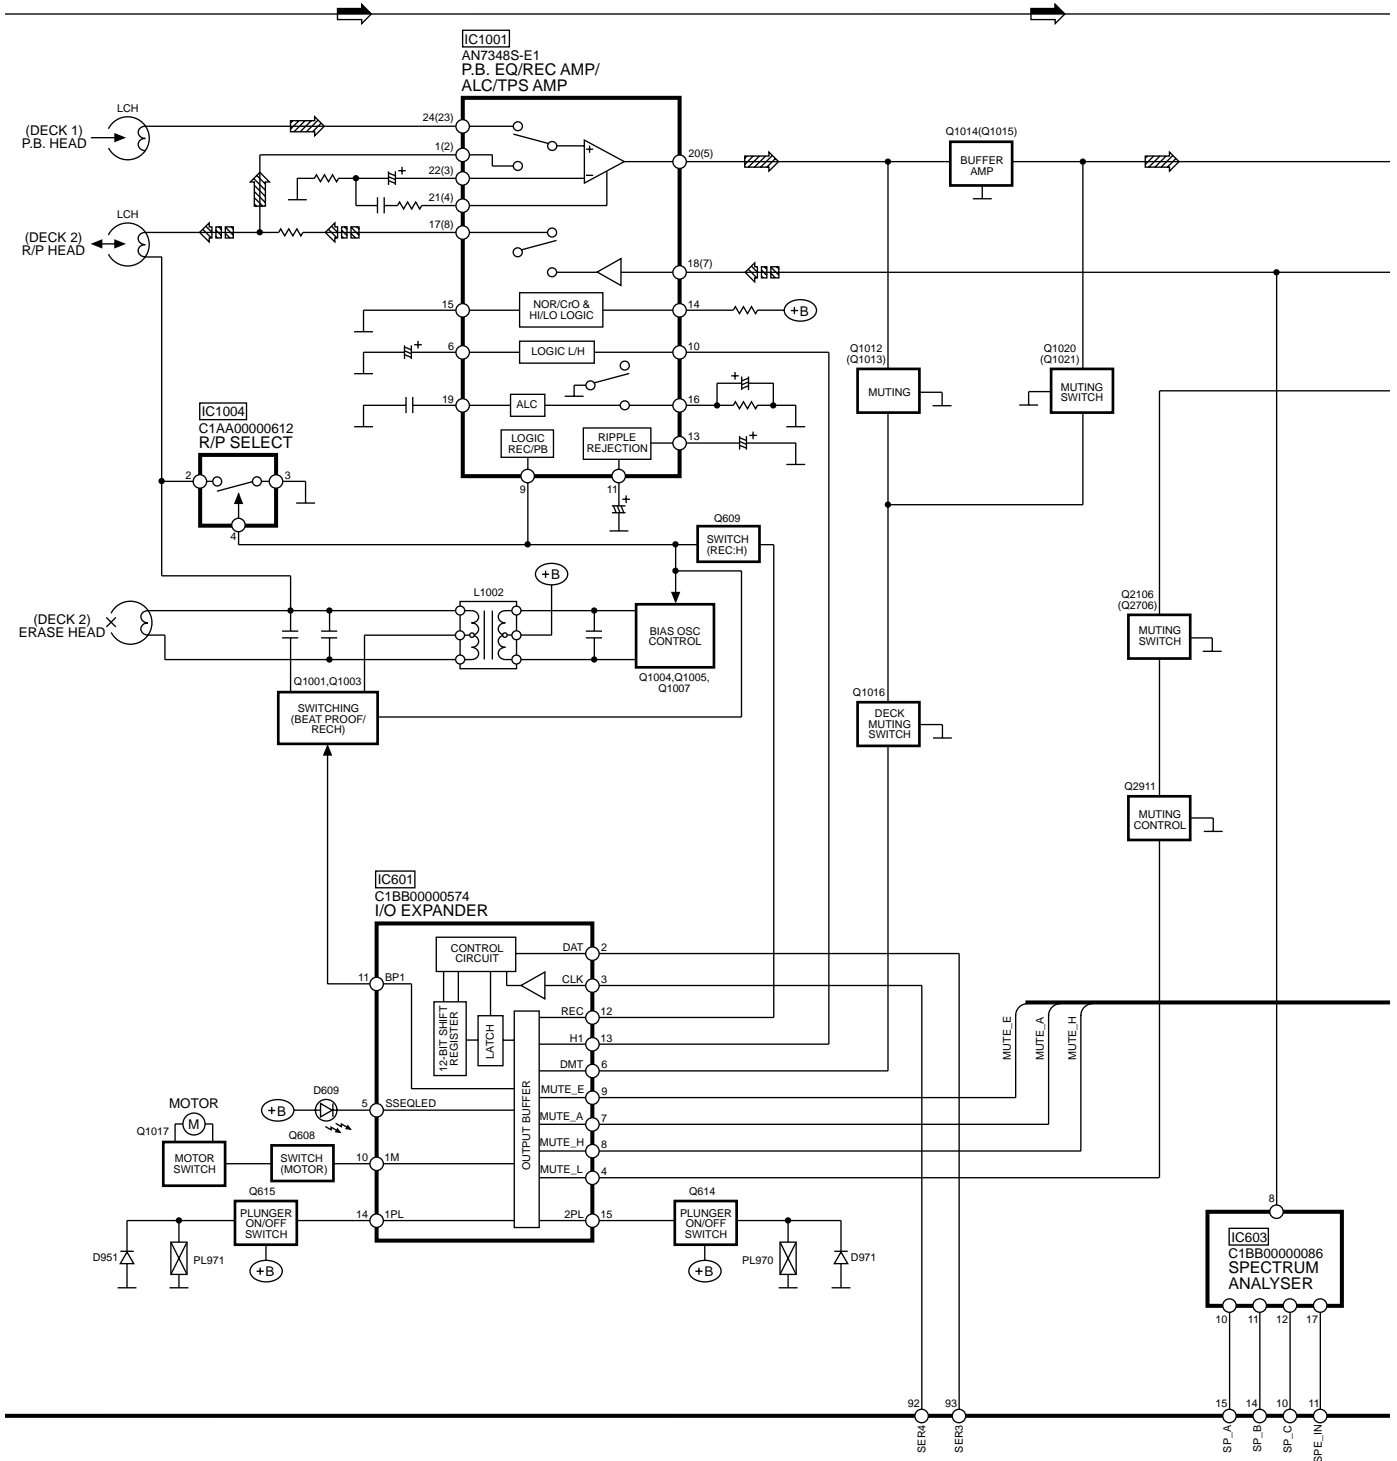 IC1001
AN7348S-E1
P.B. EQ/REC AMP/
ALC/TPS AMP
LCH
(DECK 1)
P.B. HEAD
24(23)
1(2)
22(3)
21(4)
17(8)
+
+
−
20(5)
Q1014(Q1015)
BUFFER
AMP
LCH
(DECK 2)
R/P HEAD
18(7)
15
NOR/CrO &
HI/LO LOGIC
14
+B
+
6
LOGIC L/H
10
Q1012
(Q1013)
MUTING
Q1020
(Q1021)
MUTING
SWITCH
19
ALC
16
+
LOGIC
REC/PB
RIPPLE
REJECTION
13
+
9
11
+
IC1004
C1AA00000612
R/P SELECT
2
3
4
Q609
SWITCH
(REC:H)
+B
L1002
(DECK 2)
ERASE HEAD
BIAS OSC
CONTROL
Q1004,Q1005,
Q1007
Q1001,Q1003
SWITCHING
(BEAT PROOF/
RECH)
Q2106
(Q2706)
MUTING
SWITCH
Q1016
DECK
MUTING
SWITCH
Q2911
MUTING
CONTROL
IC601
C1BB00000574
I/O EXPANDER
CONTROL
CIRCUIT
DAT
2
11
BP1
CLK
3
12-BIT SHIFT
REGISTER
LATCH
OUTPUT BUFFER
REC
12
H1
13
DMT
6
MUTE_E
9
MUTE_A
7
MUTE_H
8
MUTE_L
4
MUTE_E
MUTE_A
MUTE_H
D609
+B
5
SSEQLED
MOTOR
M
Q1017
MOTOR
SWITCH
Q608
SWITCH
(MOTOR)
10
1M
Q615
PLUNGER
ON/OFF
SWITCH
14
1PL
2PL
15
Q614
PLUNGER
ON/OFF
SWITCH
D951
PL971
+B
+B
PL970
D971
8
IC603
C1BB00000086
SPECTRUM
ANALYSER
10
11
12
17
92
93
15
14
10
11
SER4
SER3
SP_A
SP_B
SP_C
SPE_IN